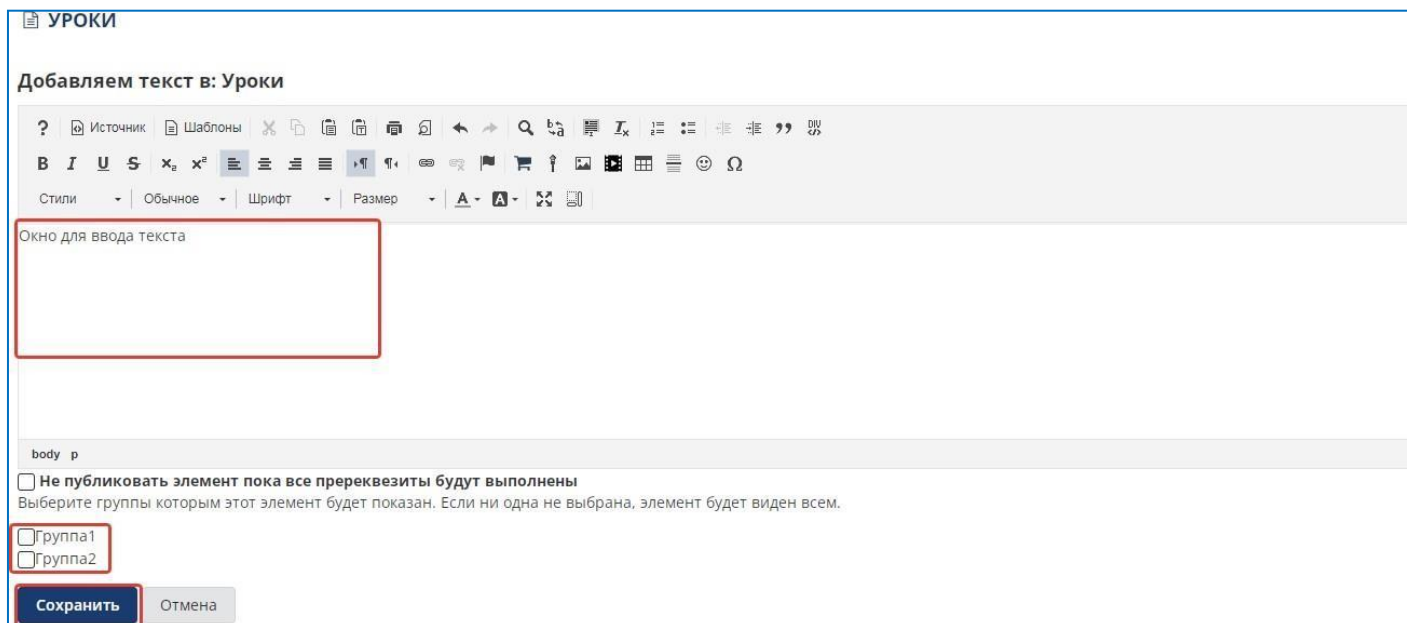 УРОКИ
Добавляем текст в: Уроки
? Источник Шаблоны
B I U S x₂ x² Ω
Стили Обычное Шрифт Размер A A
Окно для ввода текста
body p
Не публиковать элемент пока все пререквезиты будут выполнены
Выберите группы которым этот элемент будет показан. Если ни одна не выбрана, элемент будет виден всем.
Группа1
Группа2
Сохранить Отмена